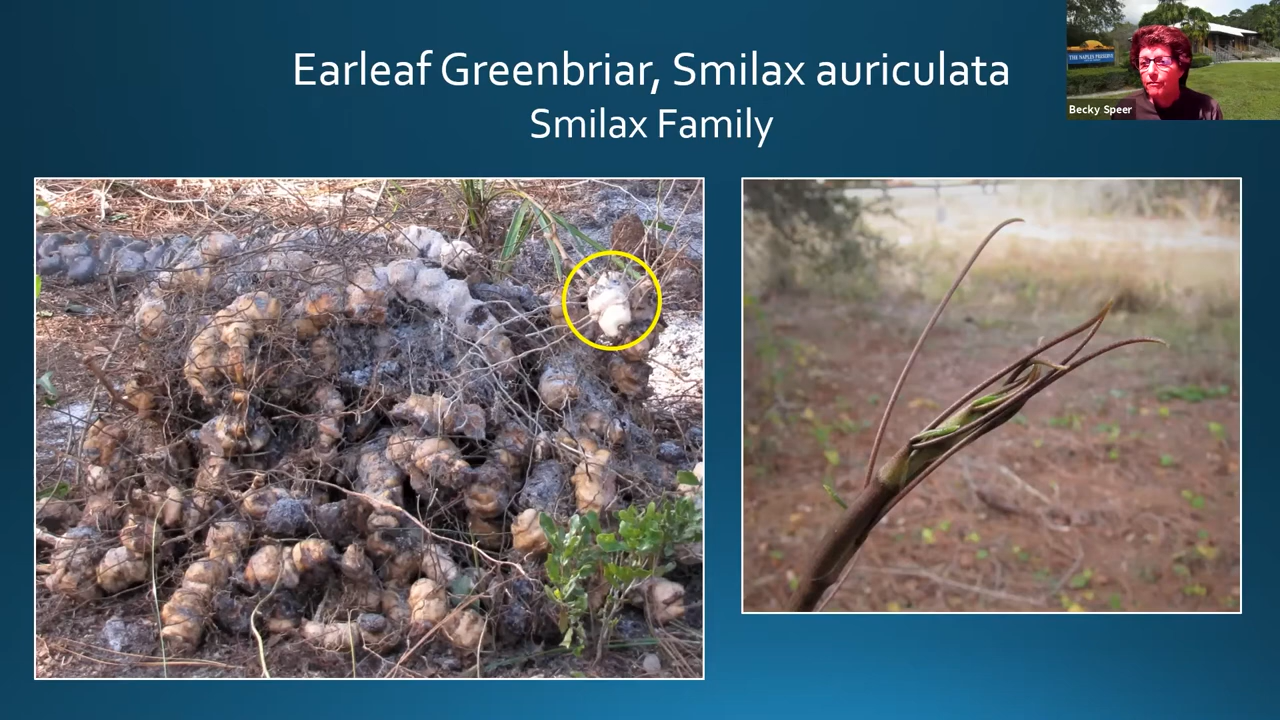 Earleaf Greenbriar, Smilax auriculata
Smilax Family
THE NAPLES PRESERVE
Becky Speer